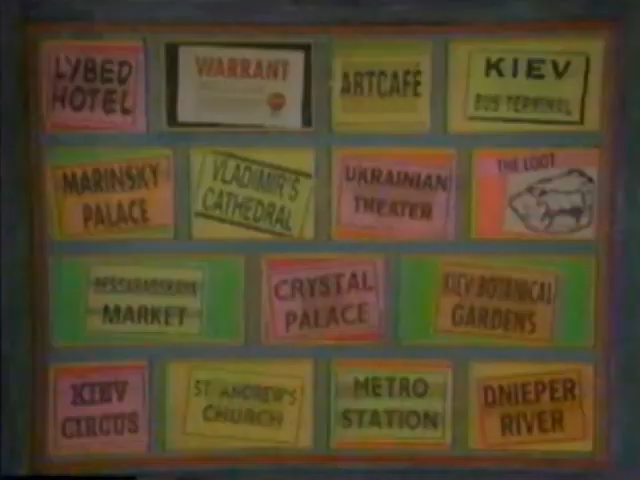 LYBED
HOTEL
WARRANT
ARTCAFÉ
KIEV
BUS TERMINAL
MARINSKY
PALACE
VLADIMIR'S
CATHEDRAL
UKRAINIAN
THEATER
THE LOOT
MARKET
CRYSTAL
PALACE
KIEV BOTANICAL
GARDENS
KIEV
CIRCUS
ST. ANDREW'S
CHURCH
METRO
STATION
DNIEPER
RIVER